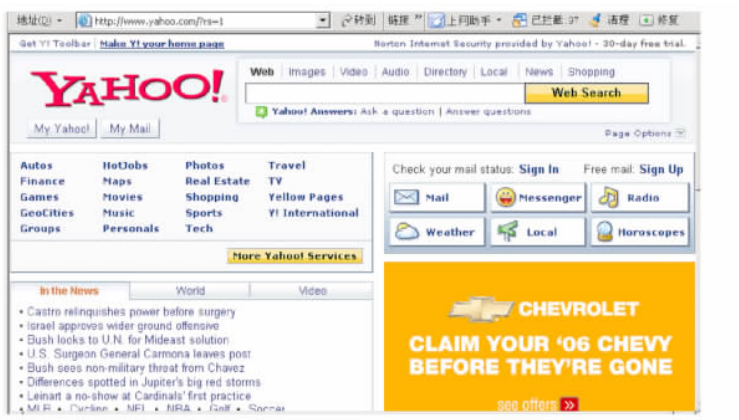 地址(D) http://www.yahoo.com/?rs=1 转到 链接 » 上网助手 已拦截:97 清理 修复
Get Y! Toolbar Make Y! your home page Norton Internet Security provided by Yahoo! - 30-day free trial.
YAHOO!
Web Images Video Audio Directory Local News Shopping
Web Search
Yahoo! Answers: Ask a question | Answer questions
My Yahoo! My Mail
Page Options
Autos HotJobs Photos Travel
Finance Maps Real Estate TV
Games Movies Shopping Yellow Pages
GeoCities Music Sports Y! International
Groups Personals Tech
More Yahoo! Services
Check your mail status: Sign In Free mail: Sign Up
Mail Messenger Radio
Weather Local Horoscopes
In the News World Video
• Castro relinquishes power before surgery
• Israel approves wider ground offensive
• Bush looks to U.N. for Mideast solution
• U.S. Surgeon General Carmona leaves post
• Bush sees non-military threat from Chavez
• Differences spotted in Jupiter's big red storms
• Leinart a no-show at Cardinals' first practice
• MLB • Cycling • NFL • NBA • Golf • Soccer
CHEVROLET
CLAIM YOUR '06 CHEVY
BEFORE THEY'RE GONE
see offers »